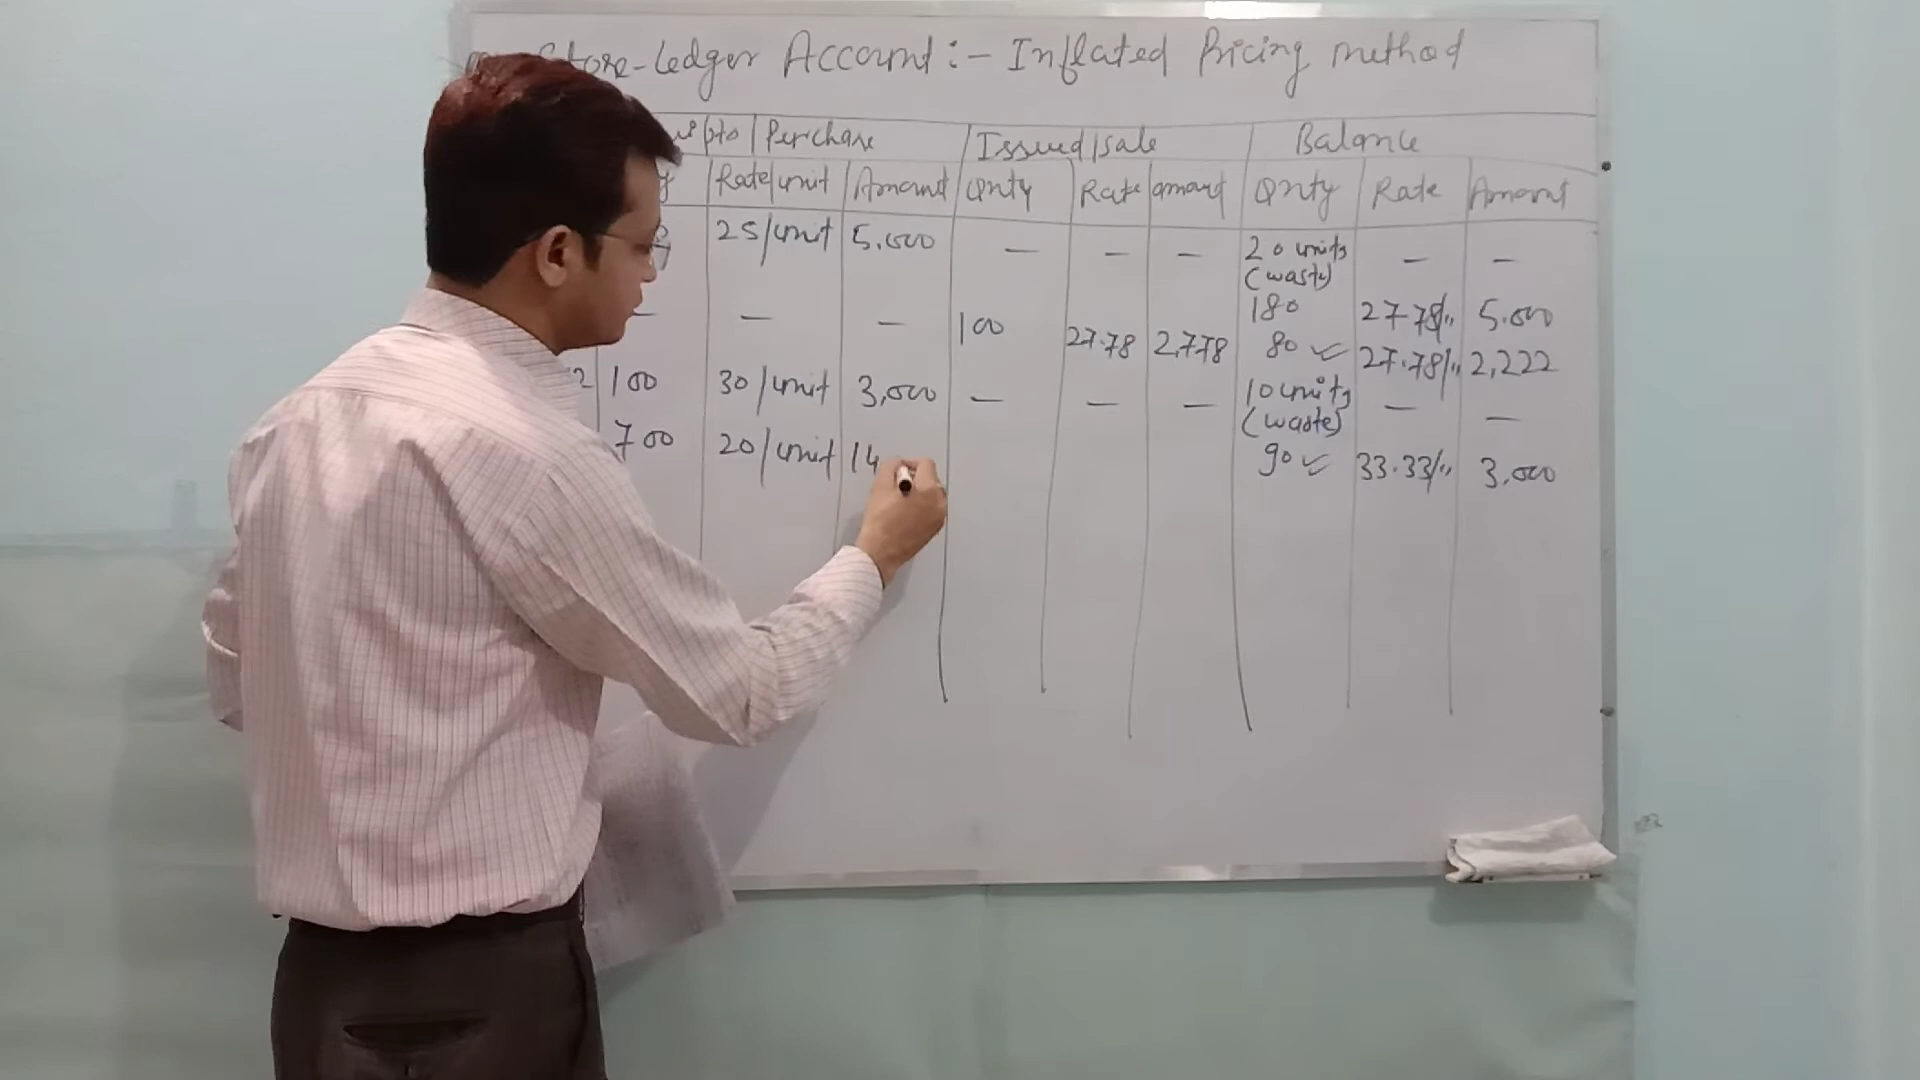 Store-Ledger Account:- Inflated Pricing method
Perchase Issued/sale Balance
Rate/unit Amount Qnty Rate amount Qnty Rate Amount
25/unit 5,000 — — — 20 units — —
(waste)
180 27.78/,, 5,000
— — — 100 27.78 2,778 80 ✓ 27.78/,, 2,222
2 100 30/unit 3,000 — — — 10 units — —
(waste)
700 20/unit 14 90 ✓ 33.33/,, 3,000